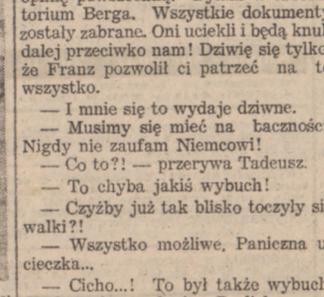 torium Berga. Wszystkie dokumenty
zostały zabrane. Oni uciekli i będą knu
dalej przeciwko nam! Dziwię się tylko
że Franz pozwolił ci patrzeć na t
wszystko.
— I mnie się to wydaje dziwne.
— Musimy się mieć na bacznośc
Nigdy nie zaufam Niemcowi!
— Co to?! — przerywa Tadeusz.
— To chyba jakiś wybuch!
— Czyżby już tak blisko toczyły si
walki?!
— Wszystko możliwe. Paniczna u
cieczka...
— Cicho...! To był także wybuch